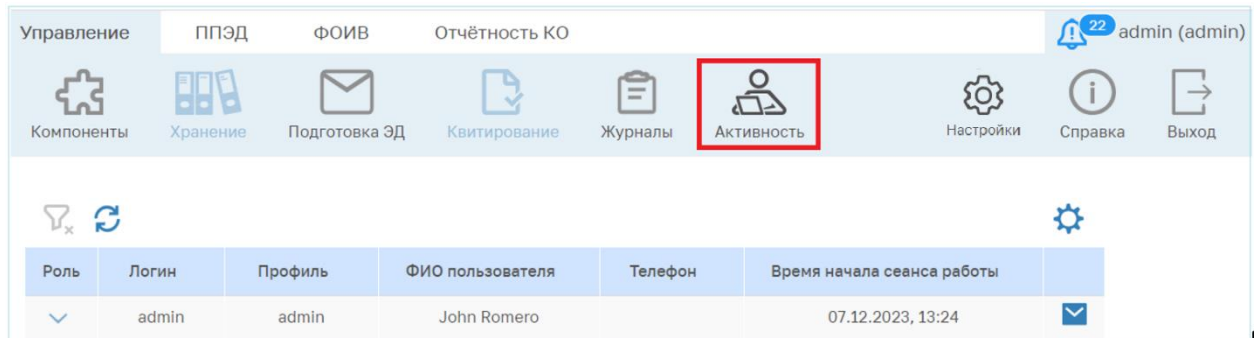 Управление ППЭД ФОИВ Отчётность КО 22 admin (admin)
Компоненты Хранение Подготовка ЭД Квитирование Журналы Активность Настройки Справка Выход
Роль Логин Профиль ФИО пользователя Телефон Время начала сеанса работы
admin admin John Romero 07.12.2023, 13:24